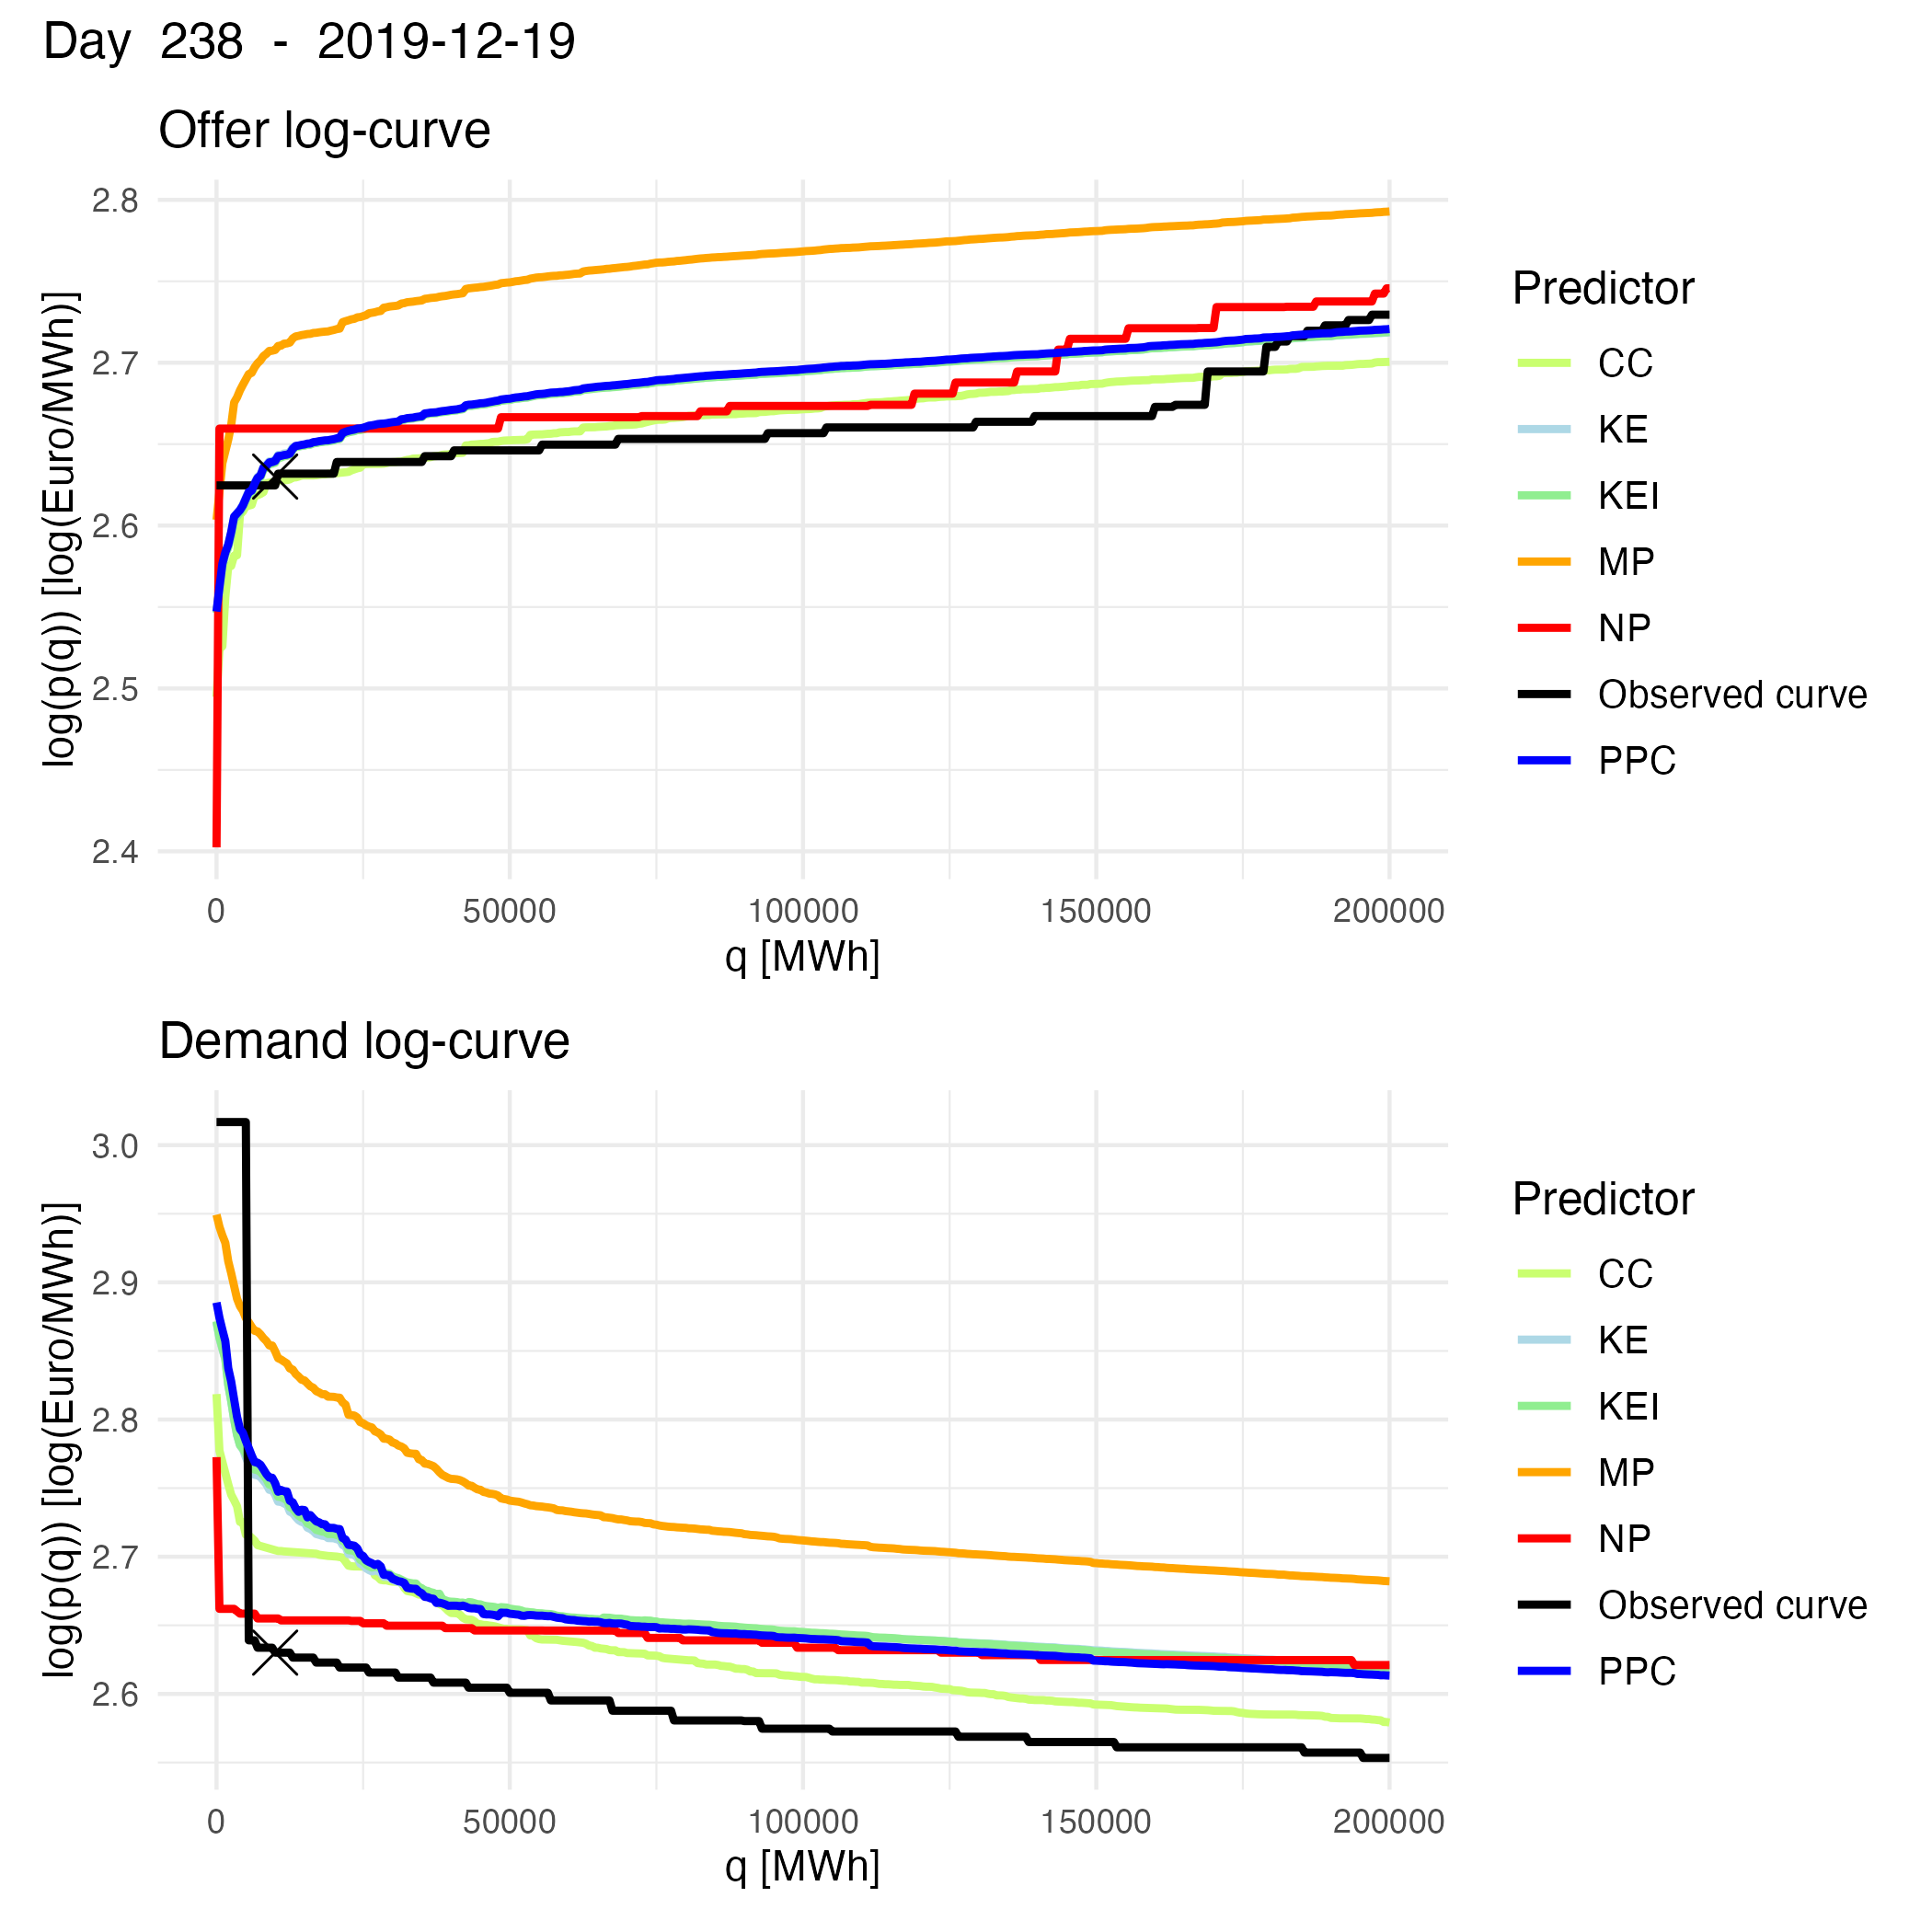 Day 238 - 2019-12-19
Offer log-curve
log(p(q)) [log(Euro/MWh)]
2.8
2.7
2.6
2.5
2.4
0 50000 100000 150000 200000
q [MWh]
Predictor
CC
KE
KEI
MP
NP
Observed curve
PPC
Demand log-curve
log(p(q)) [log(Euro/MWh)]
3.0
2.9
2.8
2.7
2.6
0 50000 100000 150000 200000
q [MWh]
Predictor
CC
KE
KEI
MP
NP
Observed curve
PPC